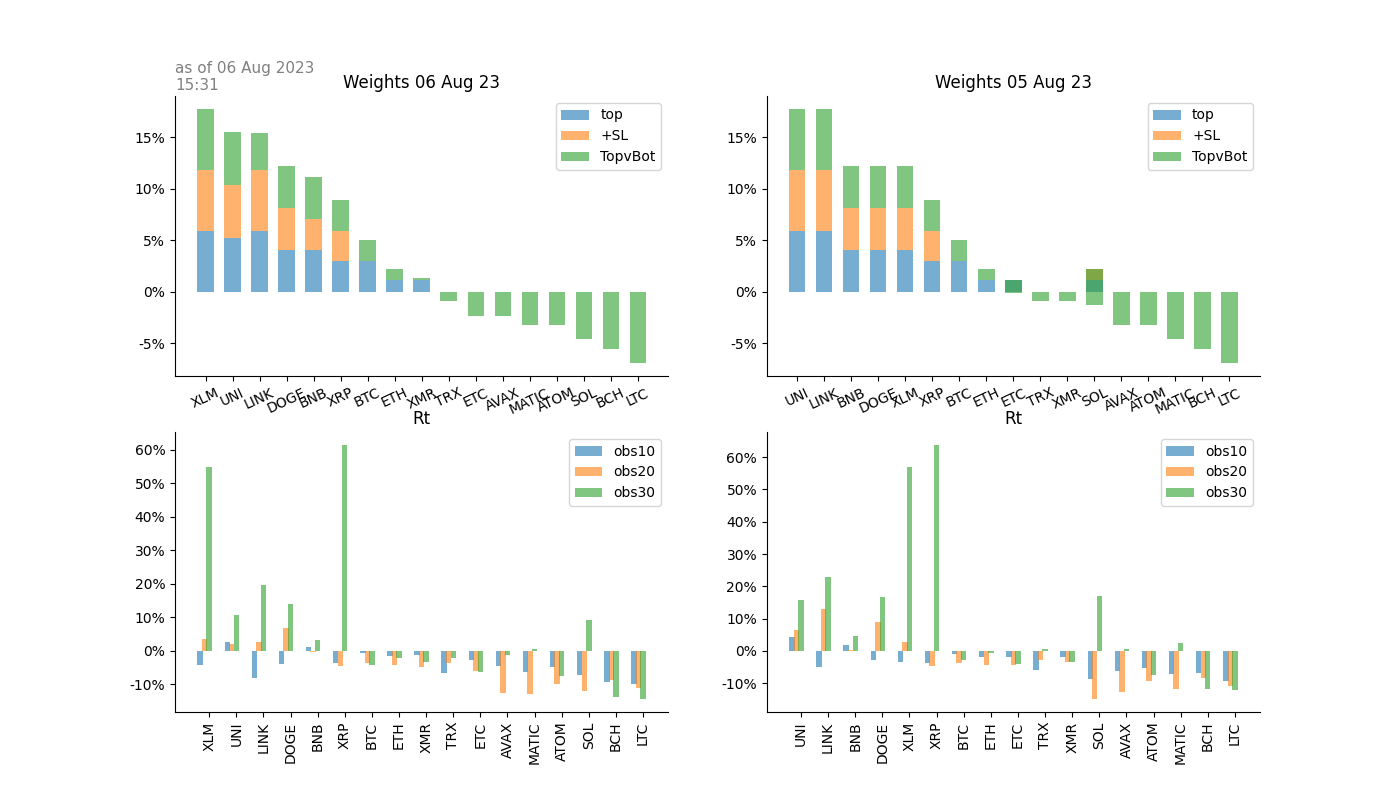 as of 06 Aug 2023
15:31
Weights 06 Aug 23
top
+SL
TopvBot
15%
10%
5%
0%
-5%
XLM UNI LINK DOGE BNB XRP BTC ETH XMR TRX ETC AVAX MATIC ATOM SOL BCH LTC
Weights 05 Aug 23
top
+SL
TopvBot
15%
10%
5%
0%
-5%
UNI LINK BNB DOGE XLM XRP BTC ETH ETC TRX XMR SOL AVAX ATOM MATIC BCH LTC
Rt
obs10
obs20
obs30
60%
50%
40%
30%
20%
10%
0%
-10%
XLM UNI LINK DOGE BNB XRP BTC ETH XMR TRX ETC AVAX MATIC ATOM SOL BCH LTC
Rt
obs10
obs20
obs30
60%
50%
40%
30%
20%
10%
0%
-10%
UNI LINK BNB DOGE XLM XRP BTC ETH ETC TRX XMR SOL AVAX ATOM MATIC BCH LTC